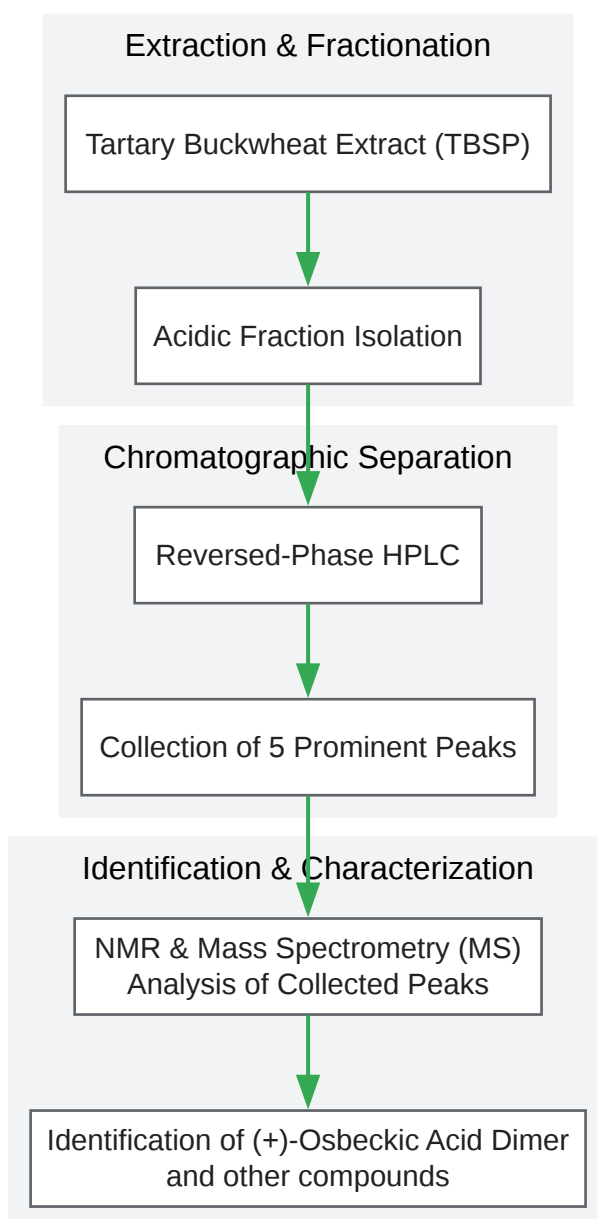 Extraction & Fractionation
Tartary Buckwheat Extract (TBSP)
Acidic Fraction Isolation
Chromatographic Separation
Reversed-Phase HPLC
Collection of 5 Prominent Peaks
Identification & Characterization
NMR & Mass Spectrometry (MS)
Analysis of Collected Peaks
Identification of (+)-Osbeckic Acid Dimer
and other compounds